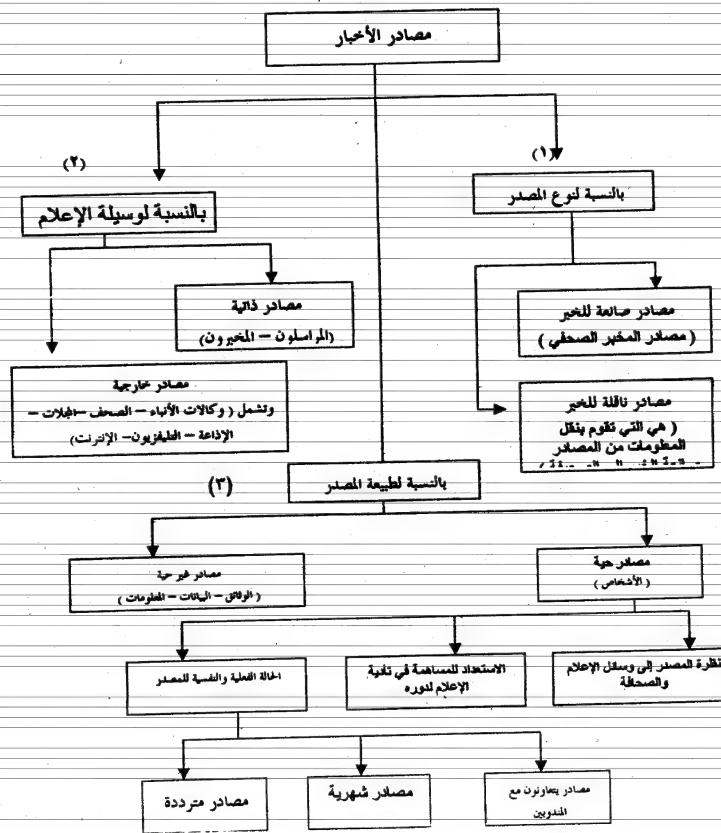 مصادر الأخبار
(١)
بالنسبة لنوع المصدر
مصادر صانعة للخبر
( مصادر المخبر الصحفي )
مصادر ناقلة للخبر
( هي التي تقوم بنقل
المعلومات من المصادر
(٢)
بالنسبة لوسيلة الإعلام
مصادر ذاتية
(المراسلون – المخبرون)
مصادر خارجية
وتشمل ( وكالات الأنباء – الصحف – المجلات –
الإذاعة – التليفزيون – الإنترنت)
(٣)
بالنسبة لطبيعة المصدر
مصادر حية
( الأشخاص )
مصادر غير حية
( الوثائق – البيانات – المعلومات )
نظرة المصدر إلى وسائل الإعلام
والصحافة
الاستعداد للمساهمة في تأدية
الإعلام لدوره
الحالة الفعلية والنفسية للمصدر
مصادر يتعاونون مع
المندوبين
مصادر شهرية
مصادر مترددة